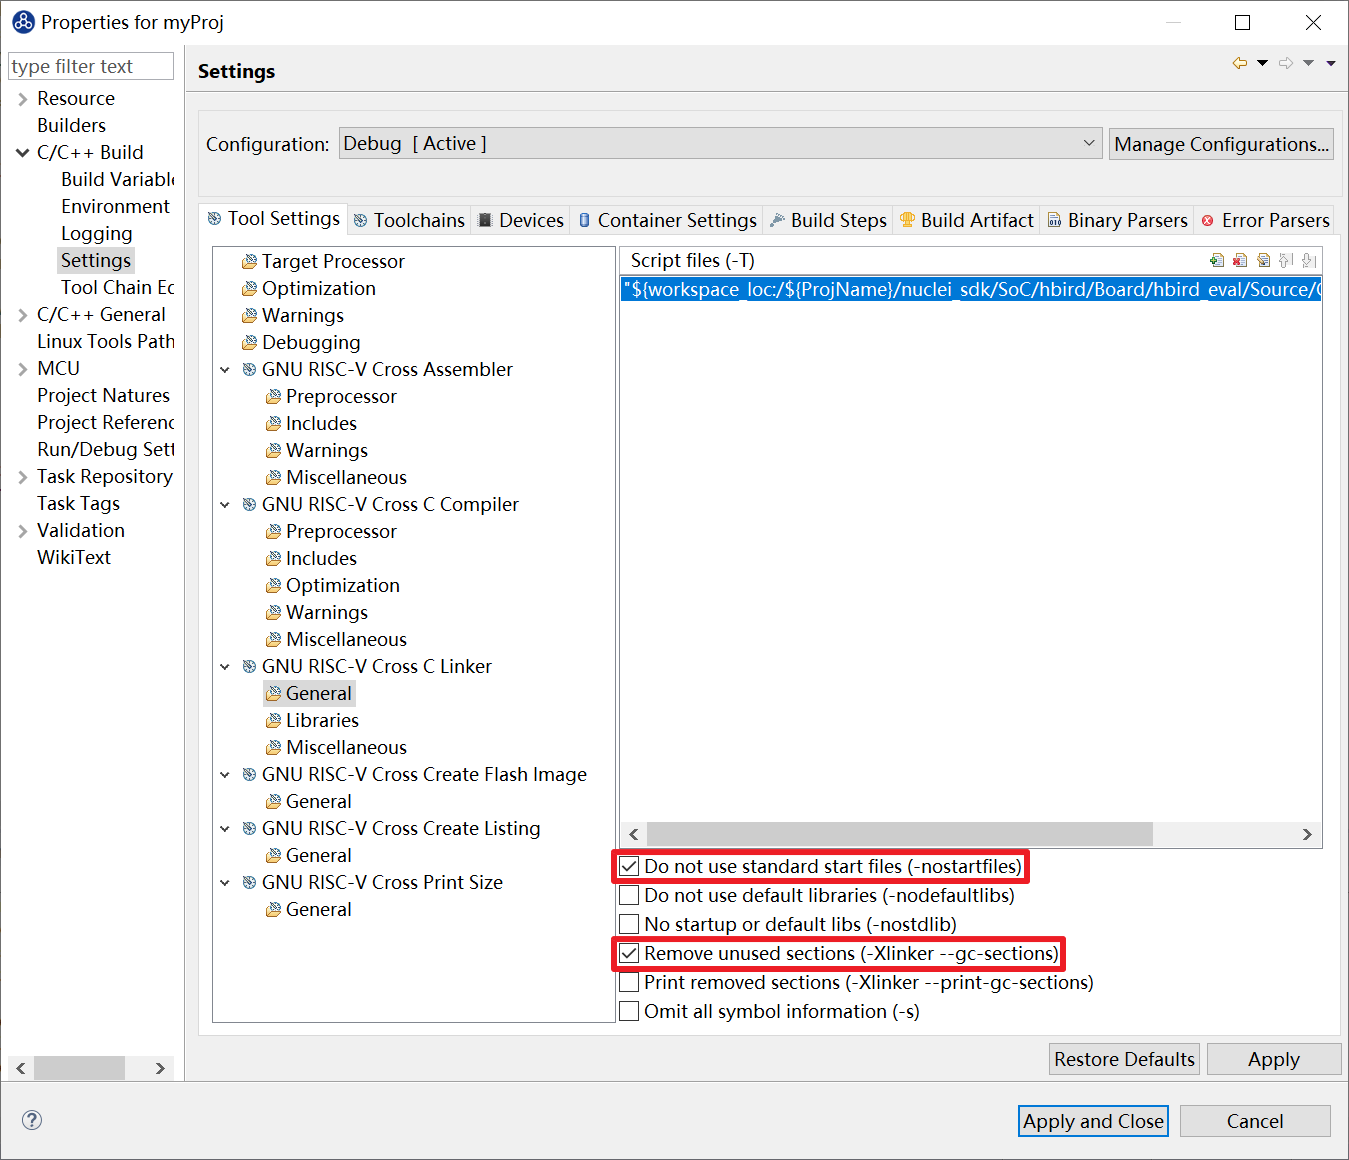 Properties for myProj
type filter text
Resource
Builders
C/C++ Build
Build Variable
Environment
Logging
Settings
Tool Chain Ec
C/C++ General
Linux Tools Path
MCU
Project Natures
Project Referenc
Run/Debug Sett
Task Repository
Task Tags
Validation
WikiText
Settings
Configuration:
Debug [ Active ]
Manage Configurations...
Tool Settings
Toolchains
Devices
Container Settings
Build Steps
Build Artifact
Binary Parsers
Error Parsers
Target Processor
Optimization
Warnings
Debugging
GNU RISC-V Cross Assembler
Preprocessor
Includes
Warnings
Miscellaneous
GNU RISC-V Cross C Compiler
Preprocessor
Includes
Optimization
Warnings
Miscellaneous
GNU RISC-V Cross C Linker
General
Libraries
Miscellaneous
GNU RISC-V Cross Create Flash Image
General
GNU RISC-V Cross Create Listing
General
GNU RISC-V Cross Print Size
General
Script files (-T)
"${workspace_loc:/${ProjName}/nuclei_sdk/SoC/hbird/Board/hbird_eval/Source/
Do not use standard start files (-nostartfiles)
Do not use default libraries (-nodefaultlibs)
No startup or default libs (-nostdlib)
Remove unused sections (-Xlinker --gc-sections)
Print removed sections (-Xlinker --print-gc-sections)
Omit all symbol information (-s)
Restore Defaults
Apply
Apply and Close
Cancel